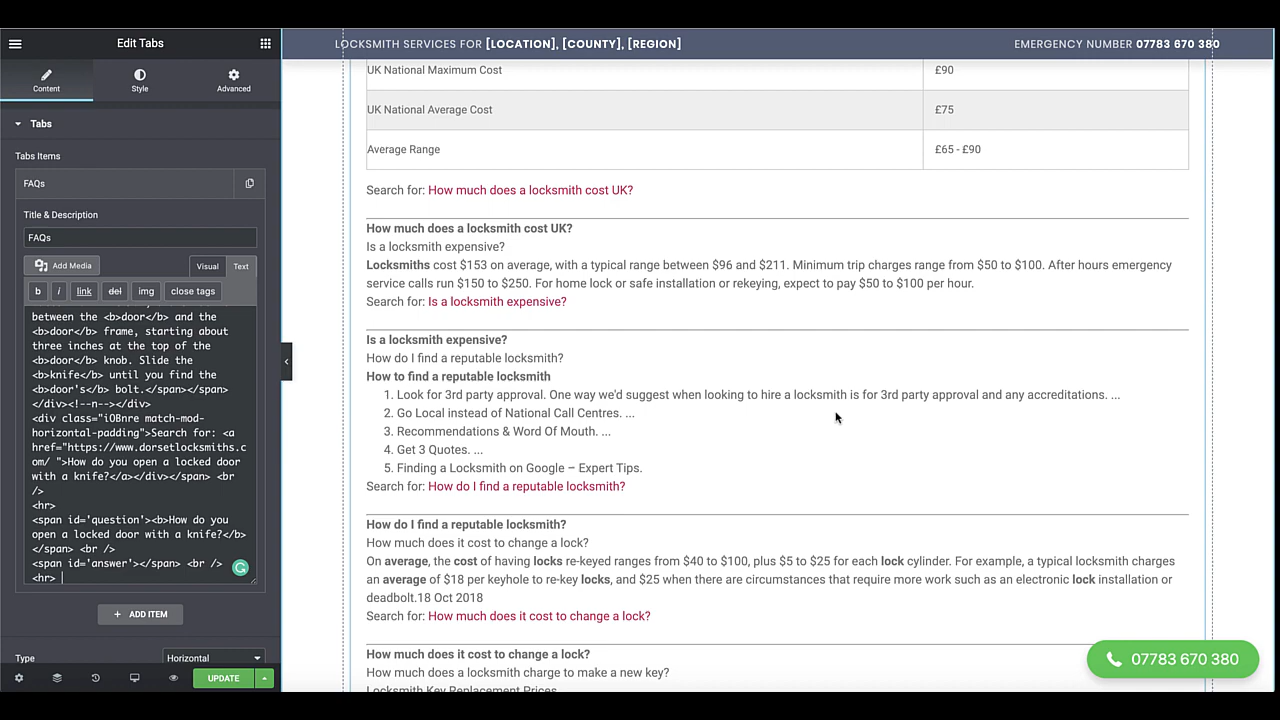 Edit Tabs
Content
Style
Advanced
Tabs
Tabs Items
FAQs
Title & Description
FAQs
Add Media
Visual
Text
b
i
link
del
img
close tags
between the <b>door</b> and the
<b>door</b> frame, starting about
three inches at the top of the
<b>door</b> knob. Slide the
<b>knife</b> until you find the
<b>door's</b> bolt.</span></span>
</div><!--n--></div>
<div class="iOBnre match-mod-
horizontal-padding">Search for: <a
href="https://www.dorsetlocksmiths.c
om/ ">How do you open a locked door
with a knife?</a></div></span> <br
/>
<hr>
<span id='question'><b>How do you
open a locked door with a knife?</b>
</span> <br />
<span id='answer'></span> <br />
<hr>
ADD ITEM
Type
Horizontal
UPDATE
LOCKSMITH SERVICES FOR [LOCATION], [COUNTY], [REGION]
EMERGENCY NUMBER 07783 670 380
UK National Maximum Cost £90
UK National Average Cost £75
Average Range £65 - £90
Search for: How much does a locksmith cost UK?
How much does a locksmith cost UK?
Is a locksmith expensive?
Locksmiths cost $153 on average, with a typical range between $96 and $211. Minimum trip charges range from $50 to $100. After hours emergency
service calls run $150 to $250. For home lock or safe installation or rekeying, expect to pay $50 to $100 per hour.
Search for: Is a locksmith expensive?
Is a locksmith expensive?
How do I find a reputable locksmith?
How to find a reputable locksmith
1. Look for 3rd party approval. One way we'd suggest when looking to hire a locksmith is for 3rd party approval and any accreditations. ...
2. Go Local instead of National Call Centres. ...
3. Recommendations & Word Of Mouth. ...
4. Get 3 Quotes. ...
5. Finding a Locksmith on Google – Expert Tips.
Search for: How do I find a reputable locksmith?
How do I find a reputable locksmith?
How much does it cost to change a lock?
On average, the cost of having locks re-keyed ranges from $40 to $100, plus $5 to $25 for each lock cylinder. For example, a typical locksmith charges
an average of $18 per keyhole to re-key locks, and $25 when there are circumstances that require more work such as an electronic lock installation or
deadbolt.18 Oct 2018
Search for: How much does it cost to change a lock?
How much does it cost to change a lock?
How much does a locksmith charge to make a new key?
Locksmith Key Replacement Prices
07783 670 380